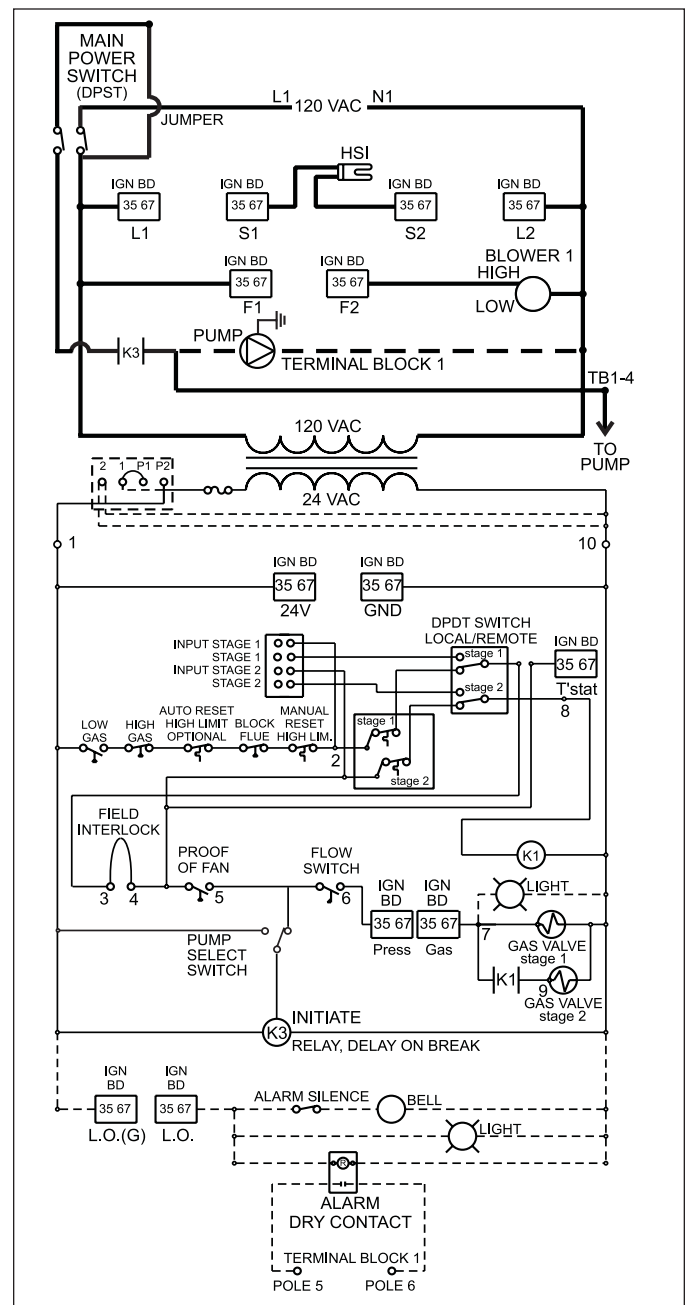 MAIN
POWER
SWITCH
(DPST)
L1 120 VAC N1
JUMPER
HSI
IGN BD
35 67
L1
IGN BD
35 67
S1
IGN BD
35 67
S2
IGN BD
35 67
L2
IGN BD
35 67
F1
IGN BD
35 67
F2
BLOWER 1
HIGH
LOW
PUMP
K3
TERMINAL BLOCK 1
TB1-4
TO
PUMP
120 VAC
24 VAC
2 1 P1 P2
1
10
IGN BD
35 67
24V
IGN BD
35 67
GND
DPDT SWITCH
LOCAL/REMOTE
stage 1
stage 2
IGN BD
35 67
T'stat
8
INPUT STAGE 1
STAGE 1
INPUT STAGE 2
STAGE 2
LOW
GAS
HIGH
GAS
AUTO RESET
HIGH LIMIT
OPTIONAL
BLOCK
FLUE
MANUAL
RESET
HIGH LIM.
2
stage 1
stage 2
FIELD
INTERLOCK
3 4
PROOF
OF FAN
5
FLOW
SWITCH
6
K1
IGN
BD
35 67
Press
IGN
BD
35 67
Gas
LIGHT
7
GAS VALVE
stage 1
K1
9
GAS VALVE
stage 2
PUMP
SELECT
SWITCH
K3
INITIATE
RELAY, DELAY ON BREAK
IGN
BD
35 67
L.O.(G)
IGN
BD
35 67
L.O.
ALARM SILENCE
BELL
LIGHT
R
ALARM
DRY CONTACT
TERMINAL BLOCK 1
POLE 5
POLE 6